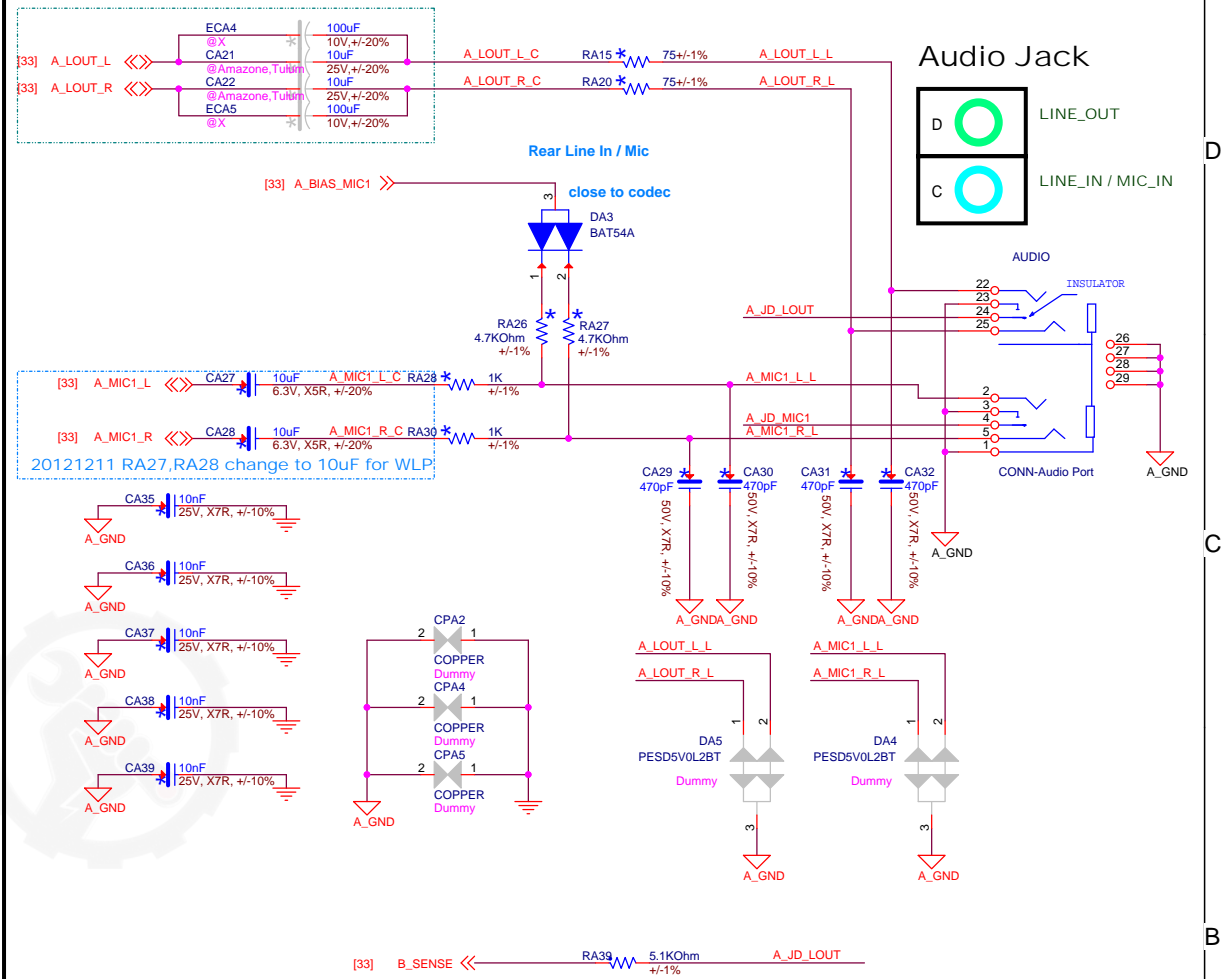 ECA4 100uF
@X 10V,+/-20%
[33] A_LOUT_L CA21 10uF A_LOUT_L_C RA15 * 75+/-1% A_LOUT_L_L
@Amazone,Tulum 25V,+/-20%
[33] A_LOUT_R CA22 10uF A_LOUT_R_C RA20 * 75+/-1% A_LOUT_R_L
@Amazone,Tulum 25V,+/-20%
ECA5 100uF
@X 10V,+/-20%
Audio Jack
D LINE_OUT
C LINE_IN / MIC_IN
D
Rear Line In / Mic
[33] A_BIAS_MIC1
close to codec
3
DA3
BAT54A
1 2
RA26 * * RA27
4.7KOhm 4.7KOhm
+/-1% +/-1%
AUDIO
INSULATOR
22
23
A_JD_LOUT 24
25
26
27
28
29
[33] A_MIC1_L CA27 10uF A_MIC1_L_C RA28 * 1K A_MIC1_L_L 2
* 6.3V, X5R, +/-20% +/-1%
3
A_JD_MIC1 4
[33] A_MIC1_R CA28 10uF A_MIC1_R_C RA30 * 1K A_MIC1_R_L 5
* 6.3V, X5R, +/-20% +/-1%
1
20121211 RA27,RA28 change to 10uF for WLP
CONN-Audio Port
A_GND
A_GND
CA29 * 470pF 50V, X7R, +/-10%
CA30 * 470pF 50V, X7R, +/-10%
CA31 * 470pF 50V, X7R, +/-10%
CA32 * 470pF 50V, X7R, +/-10%
A_GND A_GND A_GND A_GND
C
CA35 * 10nF
25V, X7R, +/-10%
A_GND
CA36 * 10nF
25V, X7R, +/-10%
A_GND
CA37 * 10nF
25V, X7R, +/-10%
A_GND
CA38 * 10nF
25V, X7R, +/-10%
A_GND
CA39 * 10nF
25V, X7R, +/-10%
A_GND
CPA2
2 1
COPPER
Dummy
CPA4
2 1
COPPER
Dummy
CPA5
2 1
COPPER
Dummy
A_GND
A_LOUT_L_L
A_LOUT_R_L
1 2
DA5
PESD5V0L2BT
Dummy
3
A_GND
A_MIC1_L_L
A_MIC1_R_L
1 2
DA4
PESD5V0L2BT
Dummy
3
A_GND
B
[33] B_SENSE RA39 5.1KOhm A_JD_LOUT
+/-1%